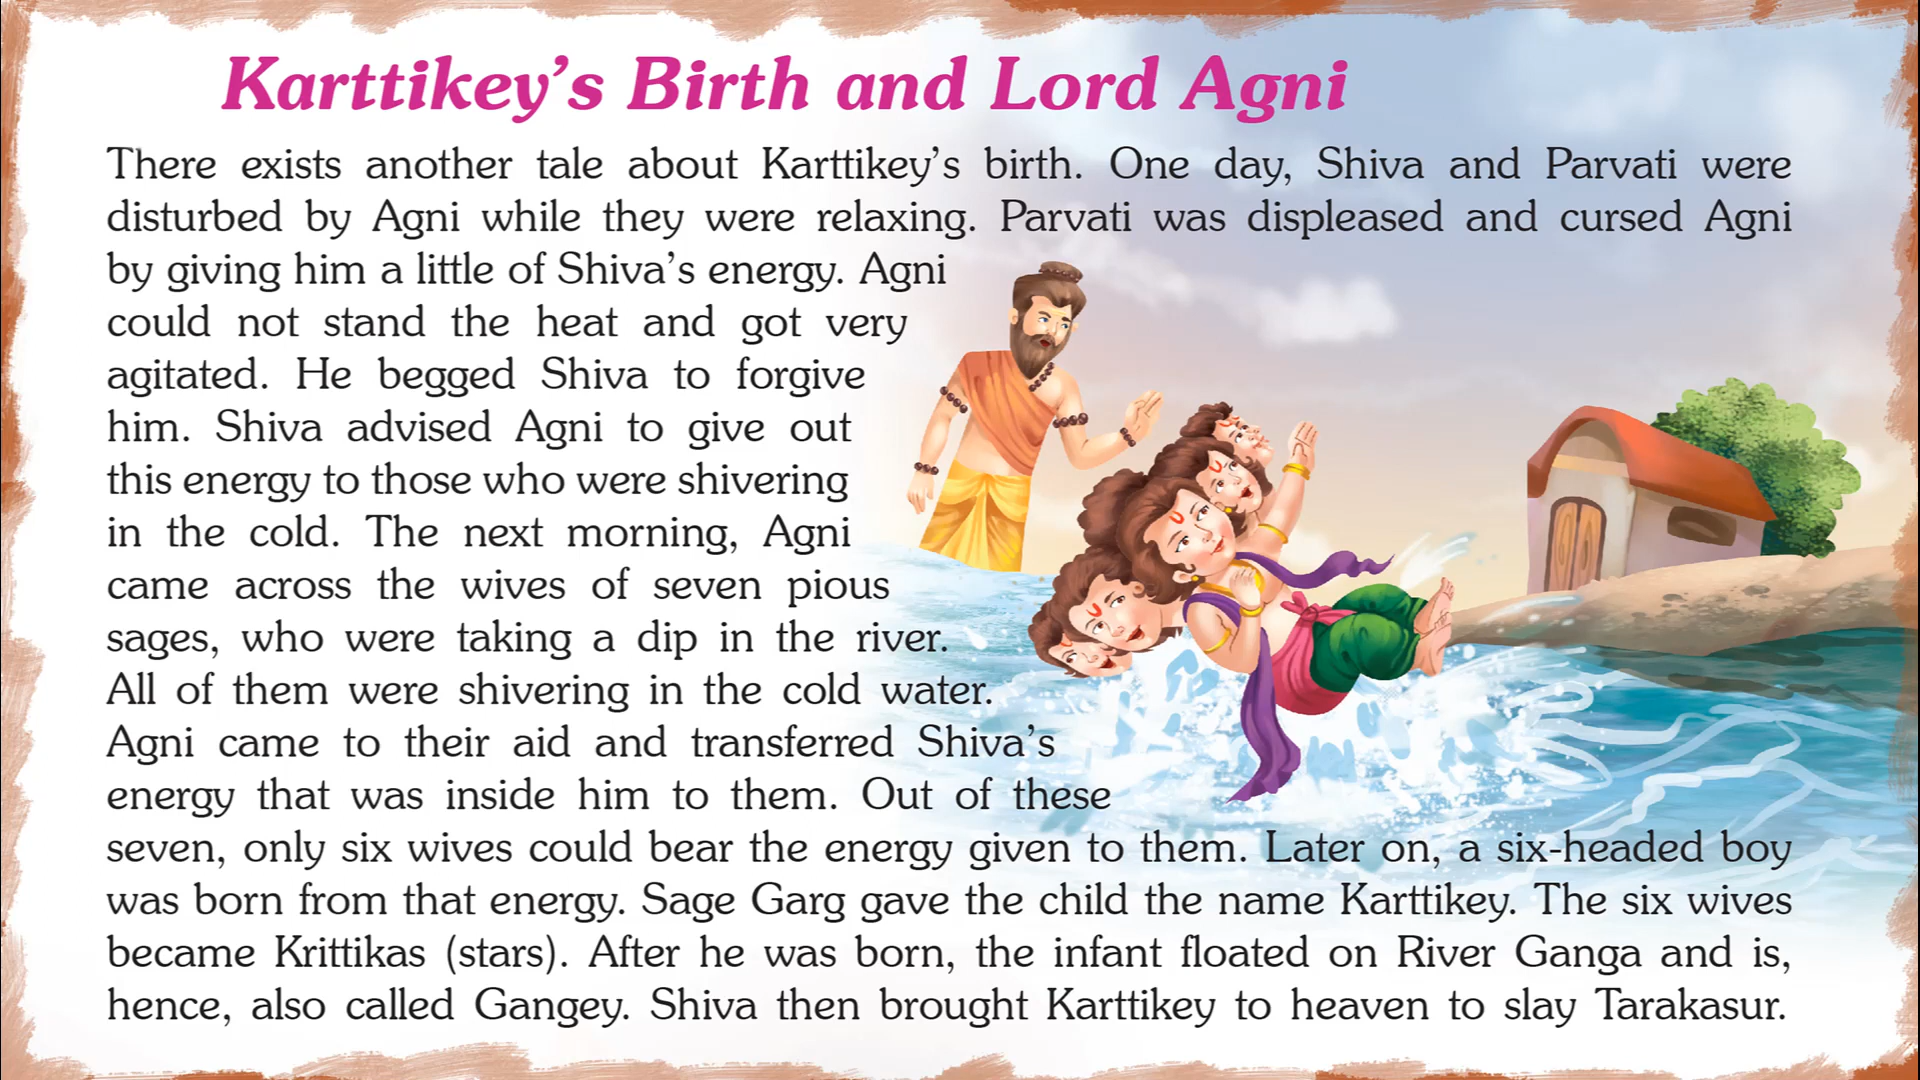 Karttikey’s Birth and Lord Agni
There exists another tale about Karttikey’s birth. One day, Shiva and Parvati were
disturbed by Agni while they were relaxing. Parvati was displeased and cursed Agni
by giving him a little of Shiva’s energy. Agni
could not stand the heat and got very
agitated. He begged Shiva to forgive
him. Shiva advised Agni to give out
this energy to those who were shivering
in the cold. The next morning, Agni
came across the wives of seven pious
sages, who were taking a dip in the river.
All of them were shivering in the cold water.
Agni came to their aid and transferred Shiva’s
energy that was inside him to them. Out of these
seven, only six wives could bear the energy given to them. Later on, a six-headed boy
was born from that energy. Sage Garg gave the child the name Karttikey. The six wives
became Krittikas (stars). After he was born, the infant floated on River Ganga and is,
hence, also called Gangey. Shiva then brought Karttikey to heaven to slay Tarakasur.